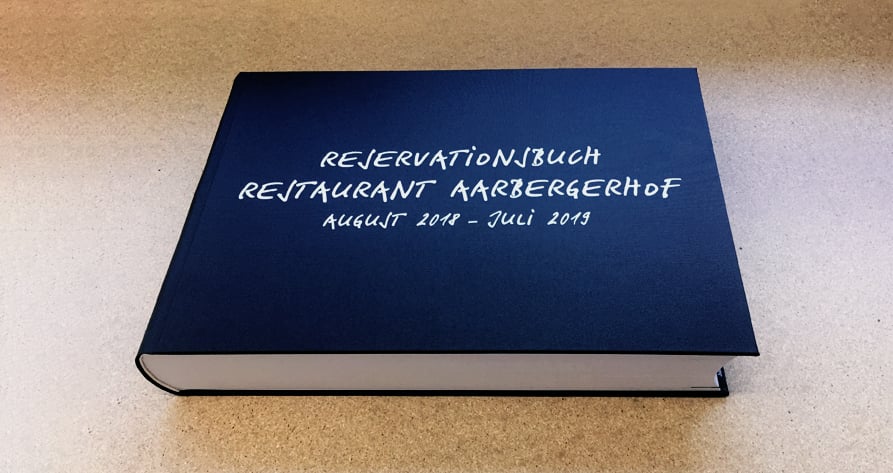 RESERVATIONSBUCH
RESTAURANT AARBERGERHOF
AUGUST 2018 - JULI 2019